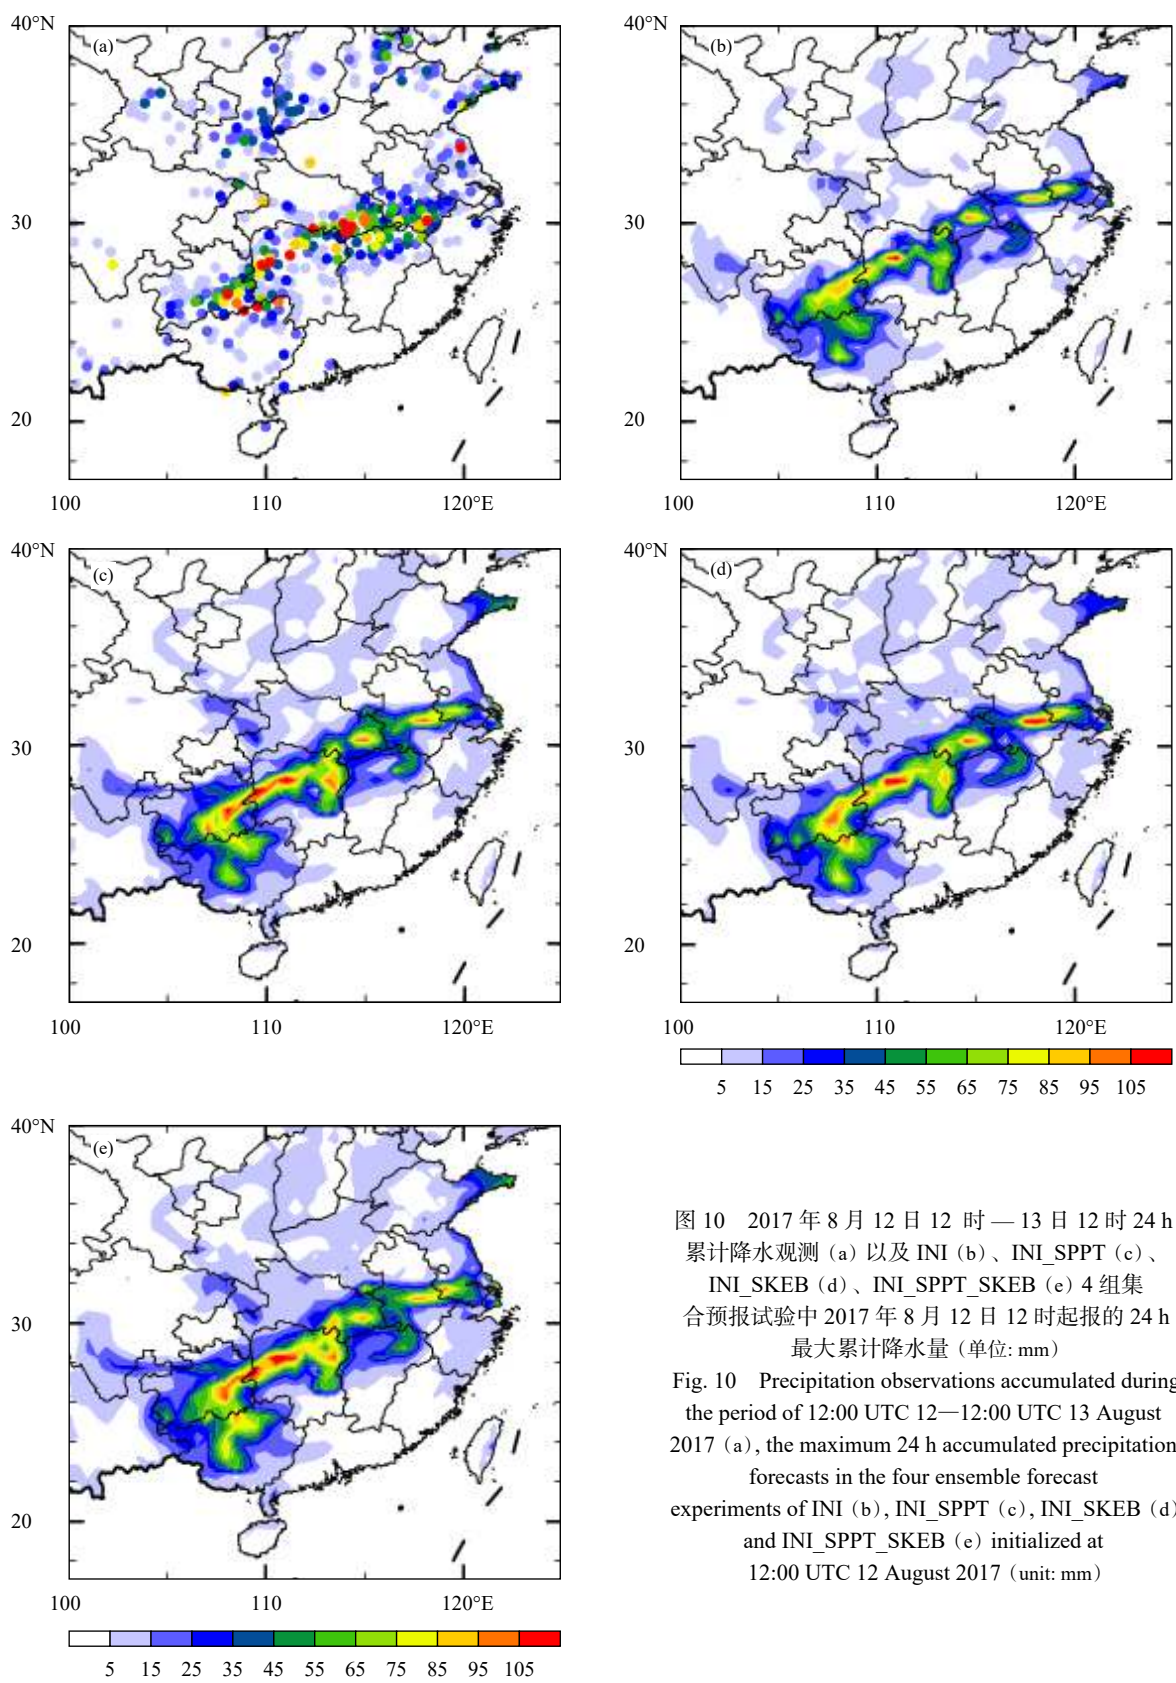 40°N
(a)
30
20
100 110 120°E
(b)
30
20
100 110 120°E
40°N
(c)
30
20
100 110 120°E
40°N
(d)
30
20
100 110 120°E
5 15 25 35 45 55 65 75 85 95 105
40°N
(e)
30
20
100 110 120°E
5 15 25 35 45 55 65 75 85 95 105
图 10 2017 年 8 月 12 日 12 时 — 13 日 12 时 24 h
累计降水观测 (a) 以及 INI (b)、INI_SPPT (c)、
INI_SKEB (d)、INI_SPPT_SKEB (e) 4 组集
合预报试验中 2017 年 8 月 12 日 12 时起报的 24 h
最大累计降水量 (单位: mm)
Fig. 10 Precipitation observations accumulated during
the period of 12:00 UTC 12—12:00 UTC 13 August
2017 (a), the maximum 24 h accumulated precipitation
forecasts in the four ensemble forecast
experiments of INI (b), INI_SPPT (c), INI_SKEB (d)
and INI_SPPT_SKEB (e) initialized at
12:00 UTC 12 August 2017 (unit: mm)